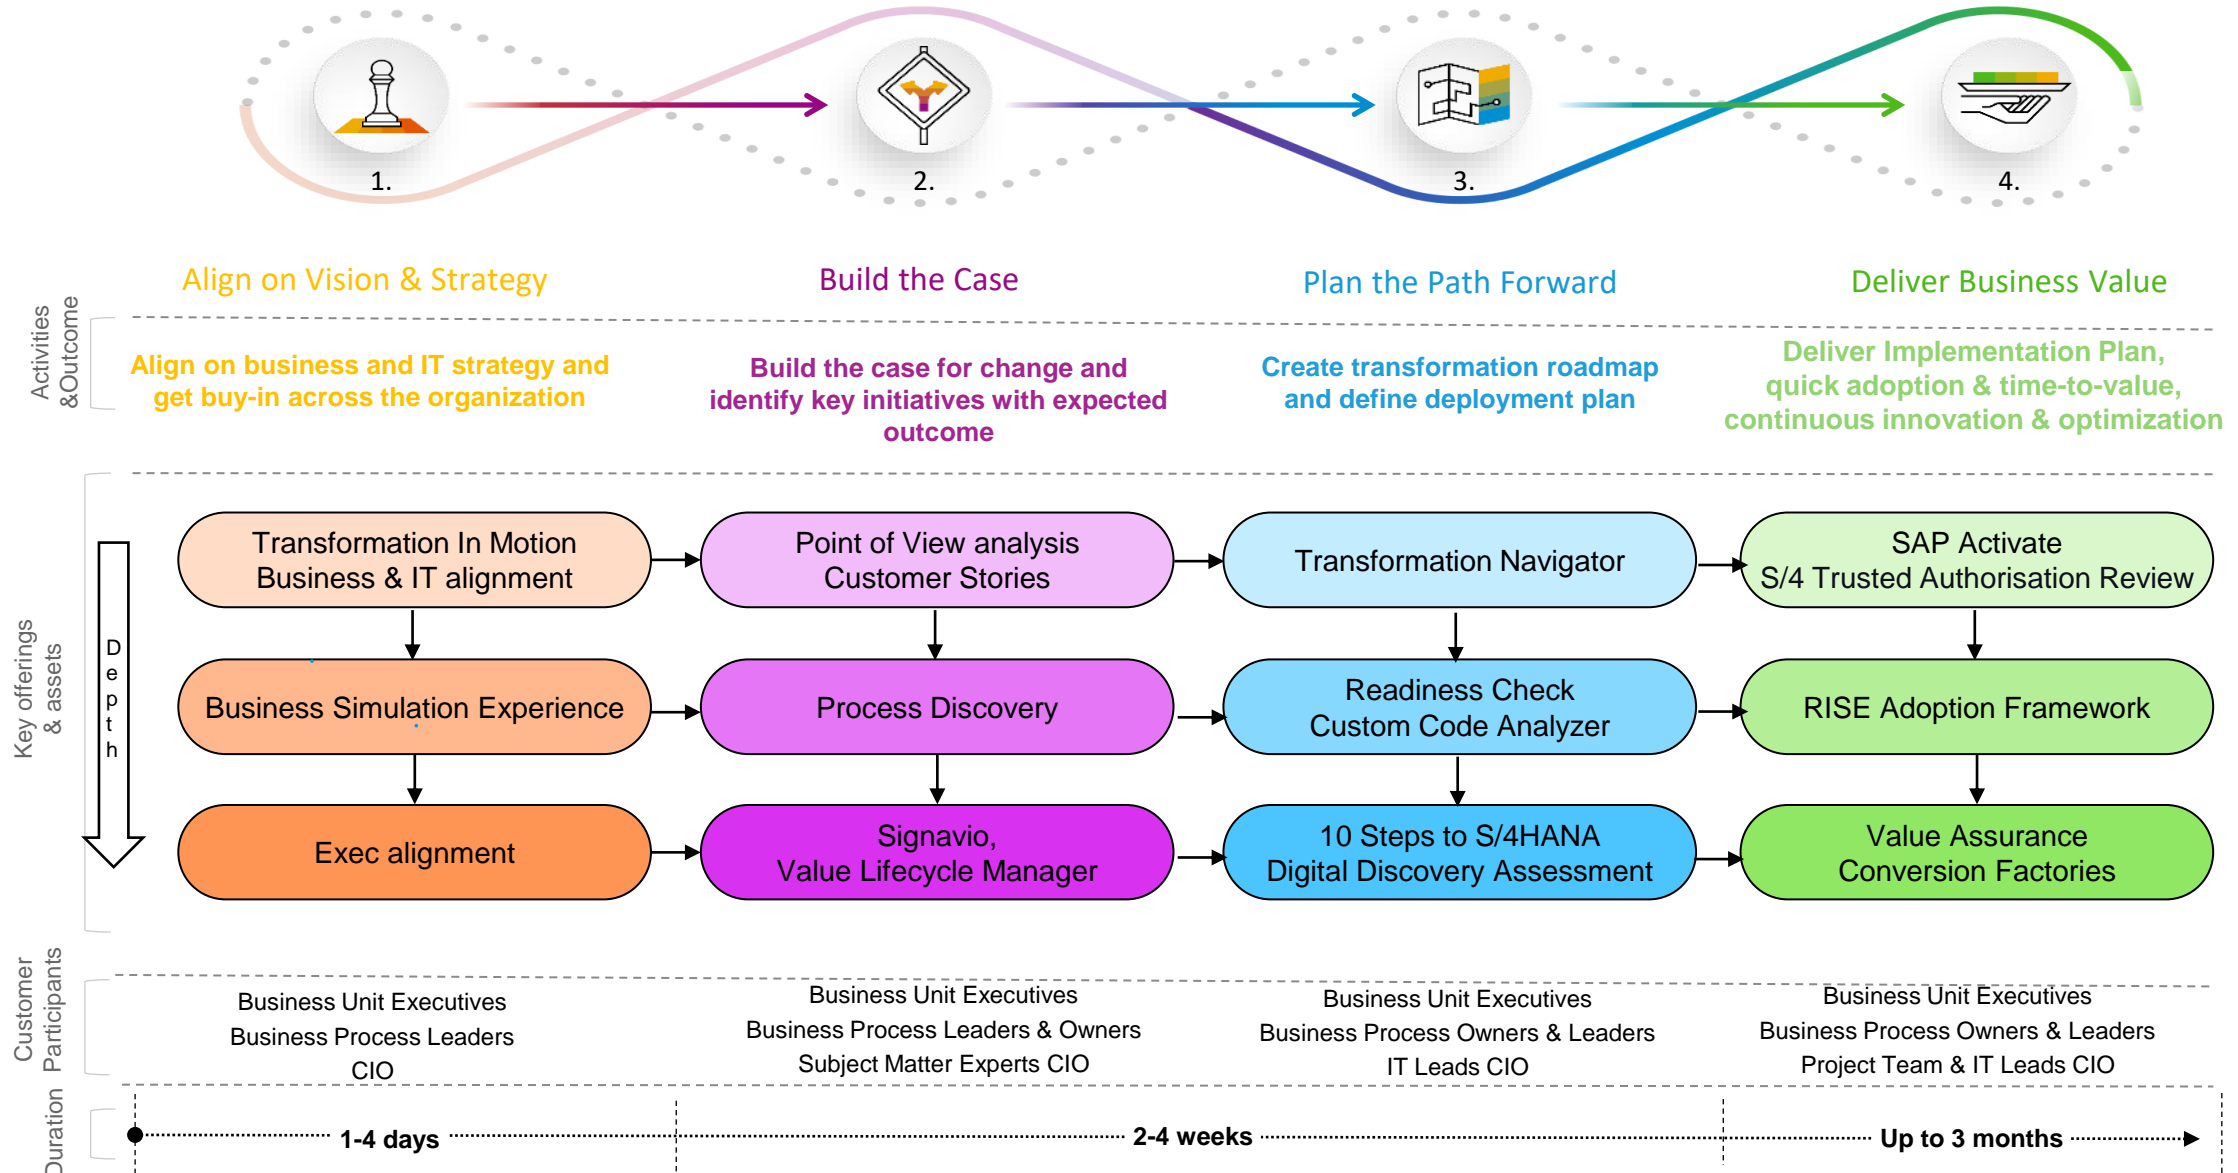 1.
2.
3.
4.
Align on Vision & Strategy
Build the Case
Plan the Path Forward
Deliver Business Value
Activities
&Outcome
Align on business and IT strategy and
get buy-in across the organization
Build the case for change and
identify key initiatives with expected
outcome
Create transformation roadmap
and define deployment plan
Deliver Implementation Plan,
quick adoption & time-to-value,
continuous innovation & optimization
Key offerings
& assets
Depth
Transformation In Motion
Business & IT alignment
Point of View analysis
Customer Stories
Transformation Navigator
SAP Activate
S/4 Trusted Authorisation Review
Business Simulation Experience
Process Discovery
Readiness Check
Custom Code Analyzer
RISE Adoption Framework
Exec alignment
Signavio,
Value Lifecycle Manager
10 Steps to S/4HANA
Digital Discovery Assessment
Value Assurance
Conversion Factories
Customer
Participants
Business Unit Executives
Business Process Leaders
CIO
Business Unit Executives
Business Process Leaders & Owners
Subject Matter Experts CIO
Business Unit Executives
Business Process Owners & Leaders
IT Leads CIO
Business Unit Executives
Business Process Owners & Leaders
Project Team & IT Leads CIO
Duration
1-4 days
2-4 weeks
Up to 3 months